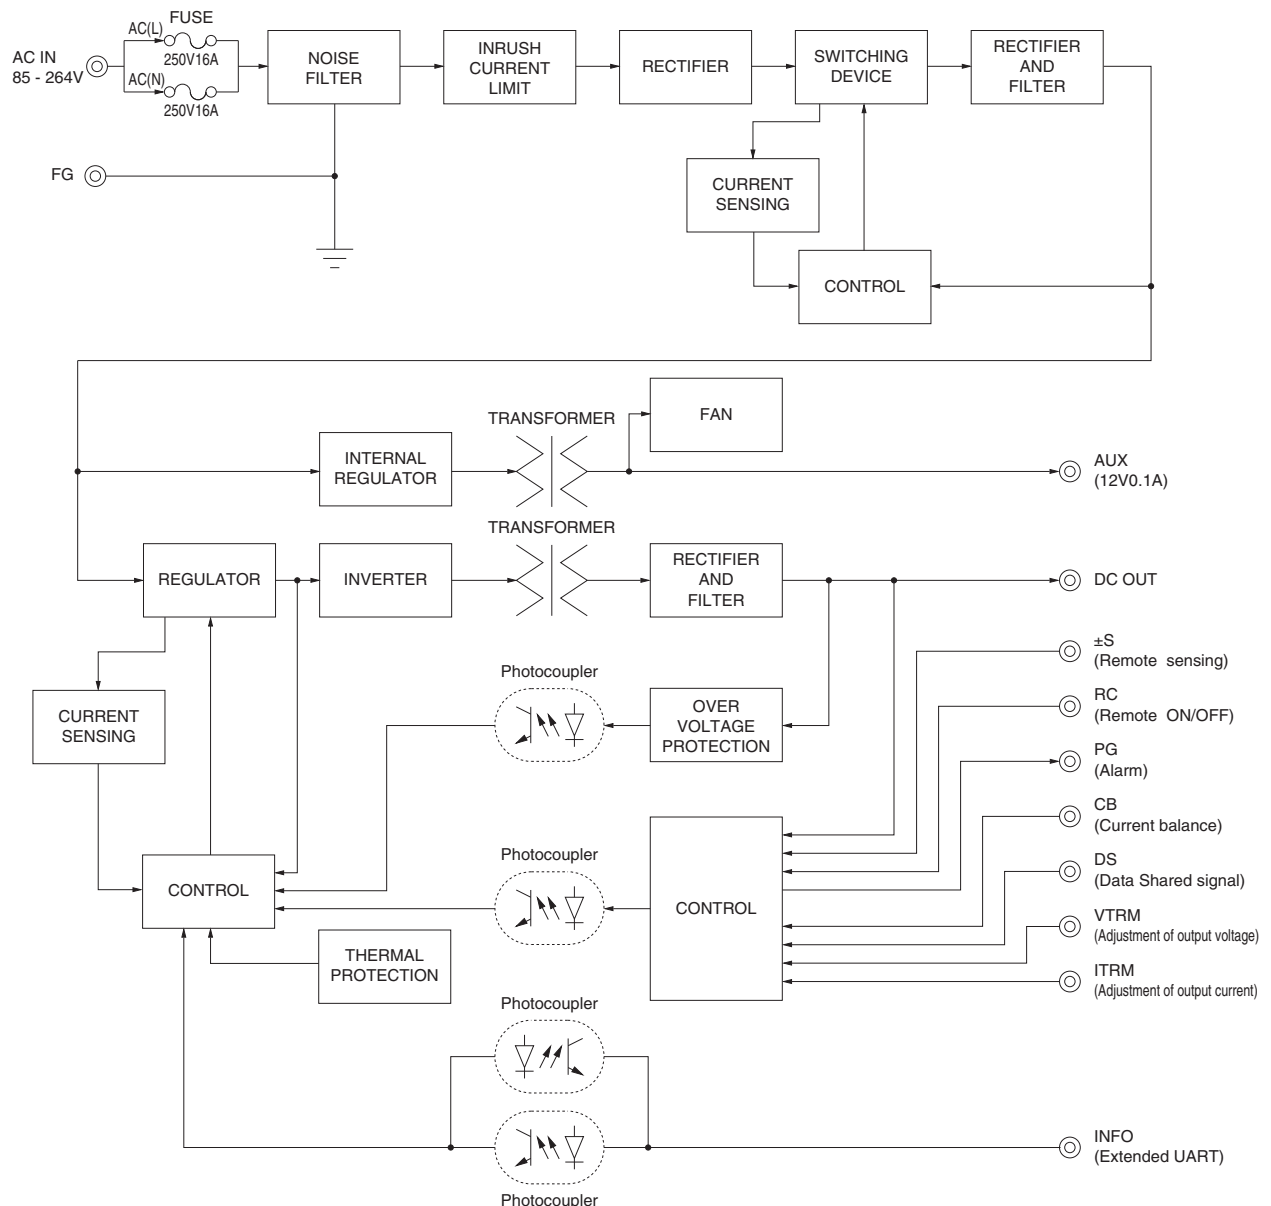 FUSE
AC IN
85 - 264V
AC(L)
250V16A
AC(N)
250V16A
NOISE
FILTER
INRUSH
CURRENT
LIMIT
RECTIFIER
SWITCHING
DEVICE
RECTIFIER
AND
FILTER
FG
CURRENT
SENSING
CONTROL
TRANSFORMER
FAN
INTERNAL
REGULATOR
AUX
(12V0.1A)
TRANSFORMER
REGULATOR
INVERTER
RECTIFIER
AND
FILTER
DC OUT
±S
(Remote sensing)
Photocoupler
CURRENT
SENSING
OVER
VOLTAGE
PROTECTION
RC
(Remote ON/OFF)
PG
(Alarm)
CB
(Current balance)
Photocoupler
CONTROL
CONTROL
DS
(Data Shared signal)
VTRM
(Adjustment of output voltage)
THERMAL
PROTECTION
ITRM
(Adjustment of output current)
Photocoupler
INFO
(Extended UART)
Photocoupler